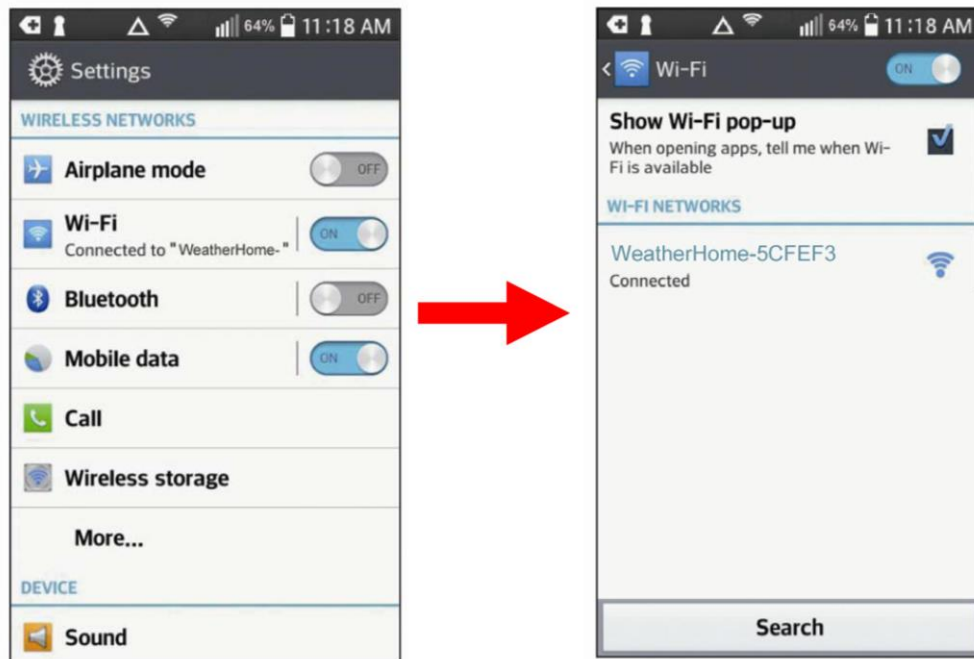 64% 11:18 AM
Settings
WIRELESS NETWORKS
Airplane mode
OFF
Wi-Fi
Connected to "WeatherHome-"
ON
Bluetooth
OFF
Mobile data
ON
Call
Wireless storage
More...
DEVICE
Sound
64% 11:18 AM
Wi-Fi
ON
Show Wi-Fi pop-up
When opening apps, tell me when Wi-
Fi is available
WI-FI NETWORKS
WeatherHome-5CFEF3
Connected
Search